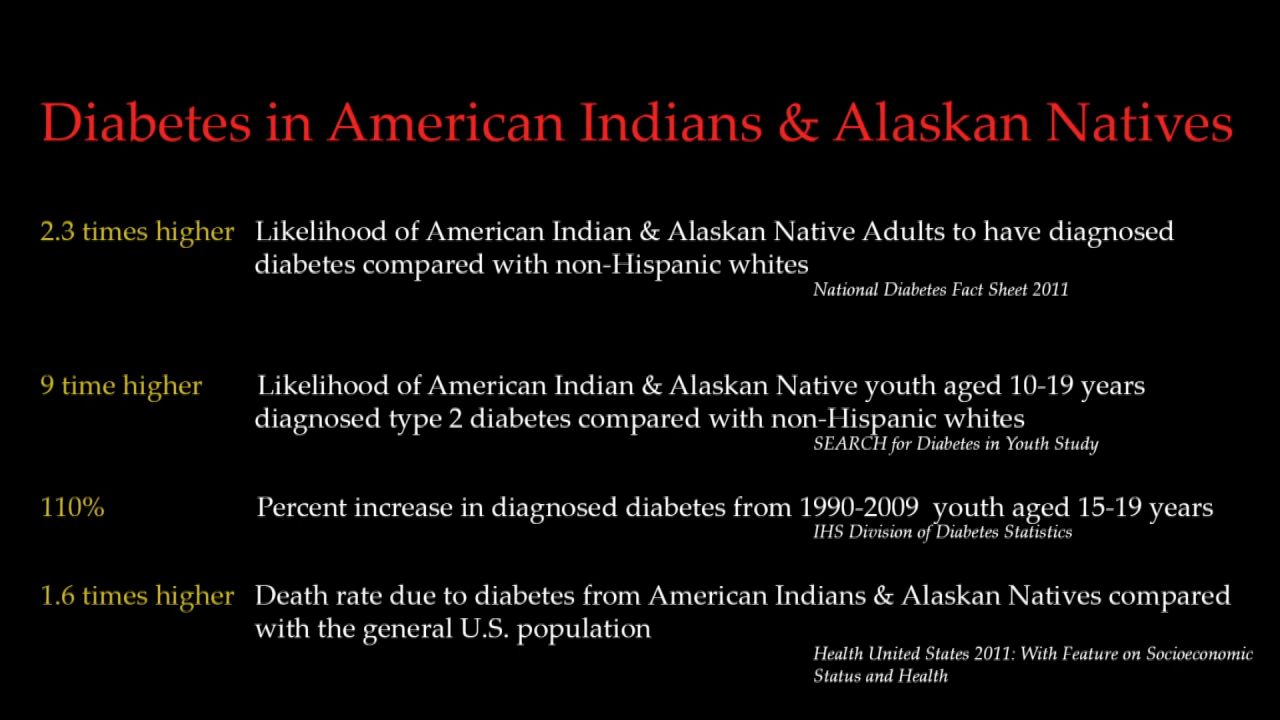 Diabetes in American Indians & Alaskan Natives
2.3 times higher Likelihood of American Indian & Alaskan Native Adults to have diagnosed
diabetes compared with non-Hispanic whites
National Diabetes Fact Sheet 2011
9 time higher Likelihood of American Indian & Alaskan Native youth aged 10-19 years
diagnosed type 2 diabetes compared with non-Hispanic whites
SEARCH for Diabetes in Youth Study
110% Percent increase in diagnosed diabetes from 1990-2009 youth aged 15-19 years
IHS Division of Diabetes Statistics
1.6 times higher Death rate due to diabetes from American Indians & Alaskan Natives compared
with the general U.S. population
Health United States 2011: With Feature on Socioeconomic
Status and Health